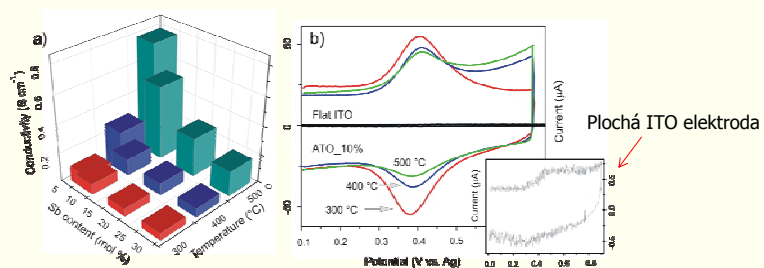 a)
Conductivity (S cm⁻¹)
0.8
0.6
0.4
0.2
0
5
10
15
20
25
30
Sb content (mol %)
300
400
500
Temperature (°C)
b)
60
0
-60
Flat ITO
ATO_10%
500 °C
400 °C
300 °C
0.1
0.2
0.3
0.4
0.5
Potential (V vs. Ag)
Current (µA)
Current (µA)
0.5
0.0
-0.5
0.0
0.2
0.4
0.6
0.8
Plochá ITO elektroda